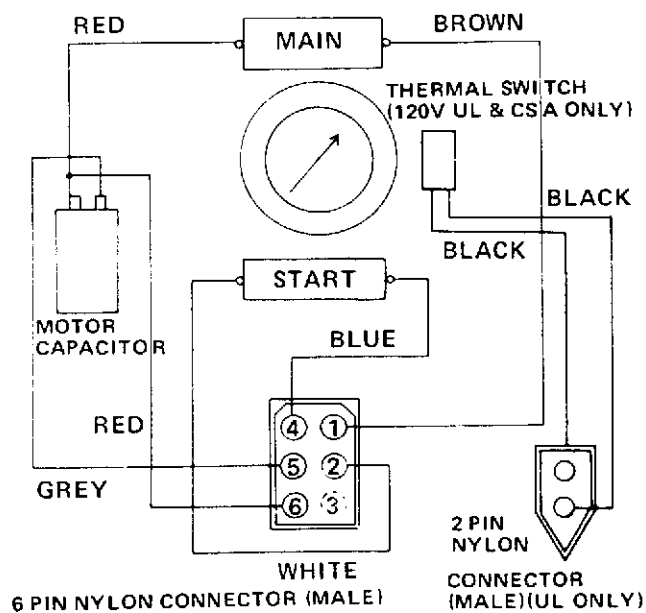 RED
MAIN
BROWN
THERMAL SWITCH
(120V UL & CSA ONLY)
BLACK
BLACK
START
MOTOR
CAPACITOR
BLUE
RED
4 1
5 2
6 3
GREY
2 PIN
NYLON
WHITE
CONNECTOR
(MALE)(UL ONLY)
6 PIN NYLON CONNECTOR (MALE)